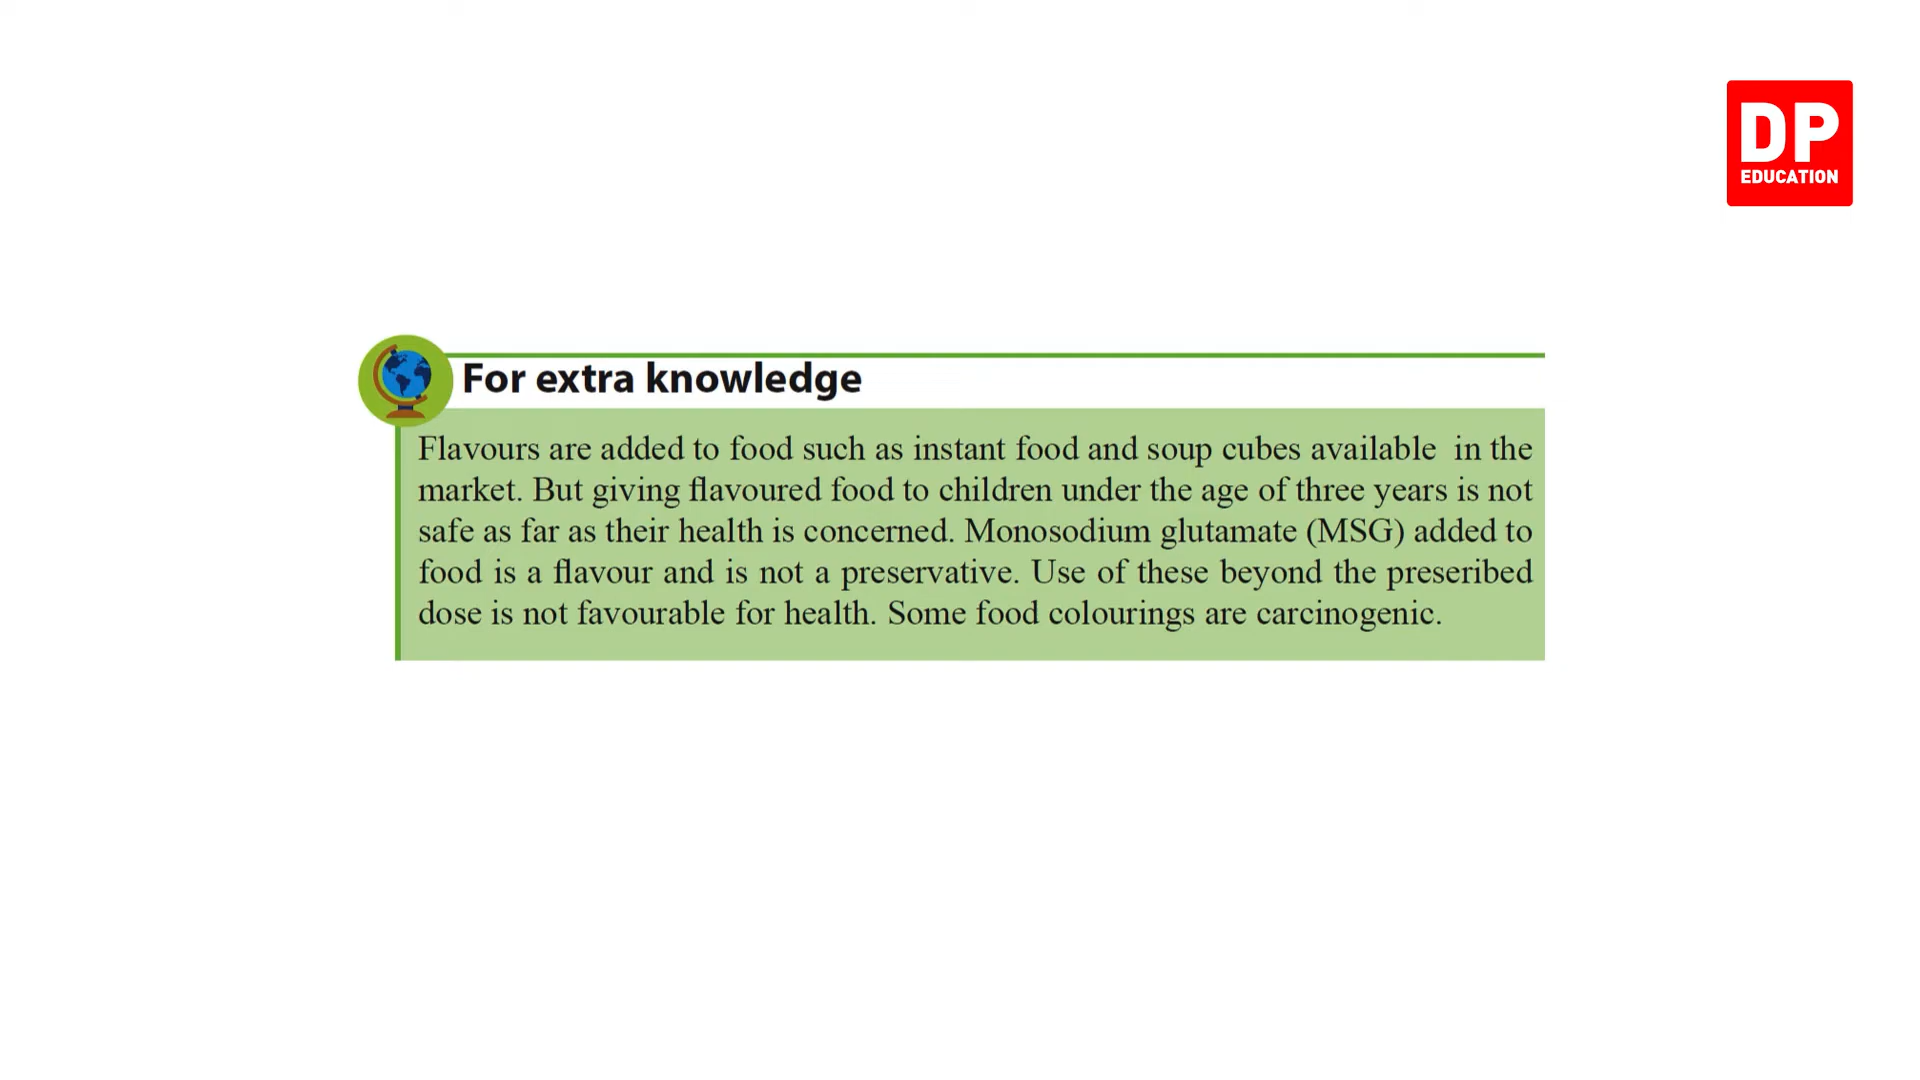 DP
EDUCATION
For extra knowledge
Flavours are added to food such as instant food and soup cubes available in the
market. But giving flavoured food to children under the age of three years is not
safe as far as their health is concerned. Monosodium glutamate (MSG) added to
food is a flavour and is not a preservative. Use of these beyond the preseribed
dose is not favourable for health. Some food colourings are carcinogenic.